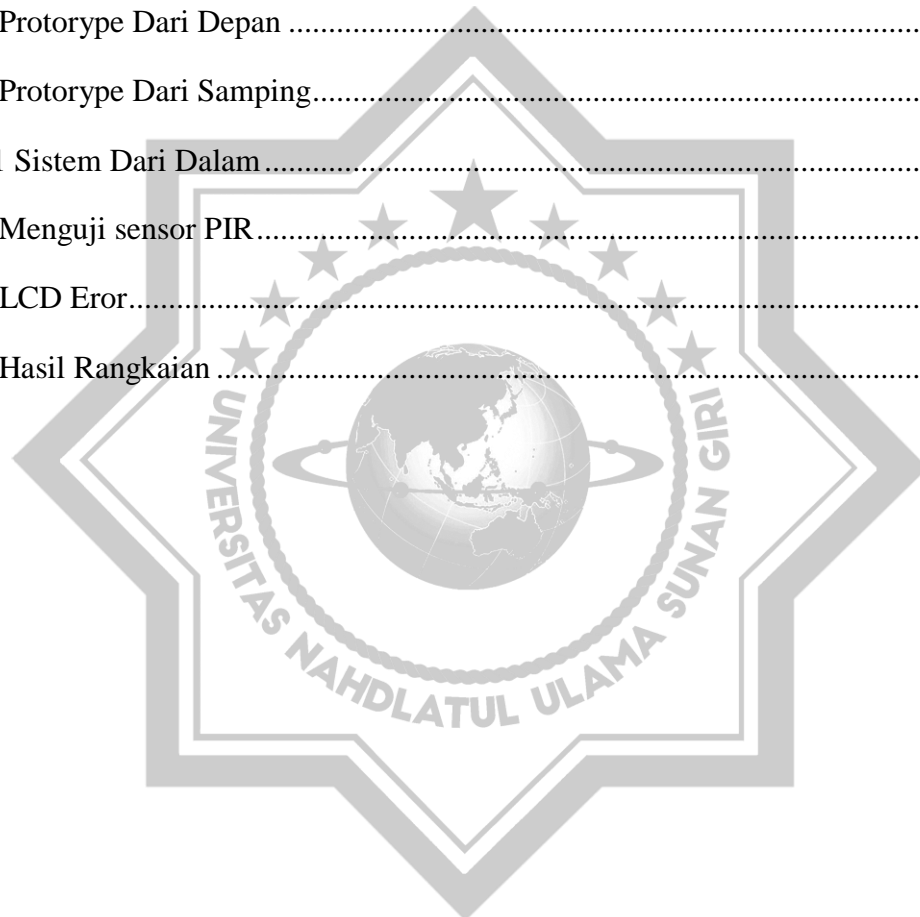 Protorype Dari Depan ................................................................................
Protorype Dari Samping.............................................................................
Sistem Dari Dalam...................................................................................
Menguji sensor PIR....................................................................................
LCD Eror....................................................................................................
Hasil Rangkaian .........................................................................................
UNIVERSITAS NAHDLATUL ULAMA SUNAN GIRI